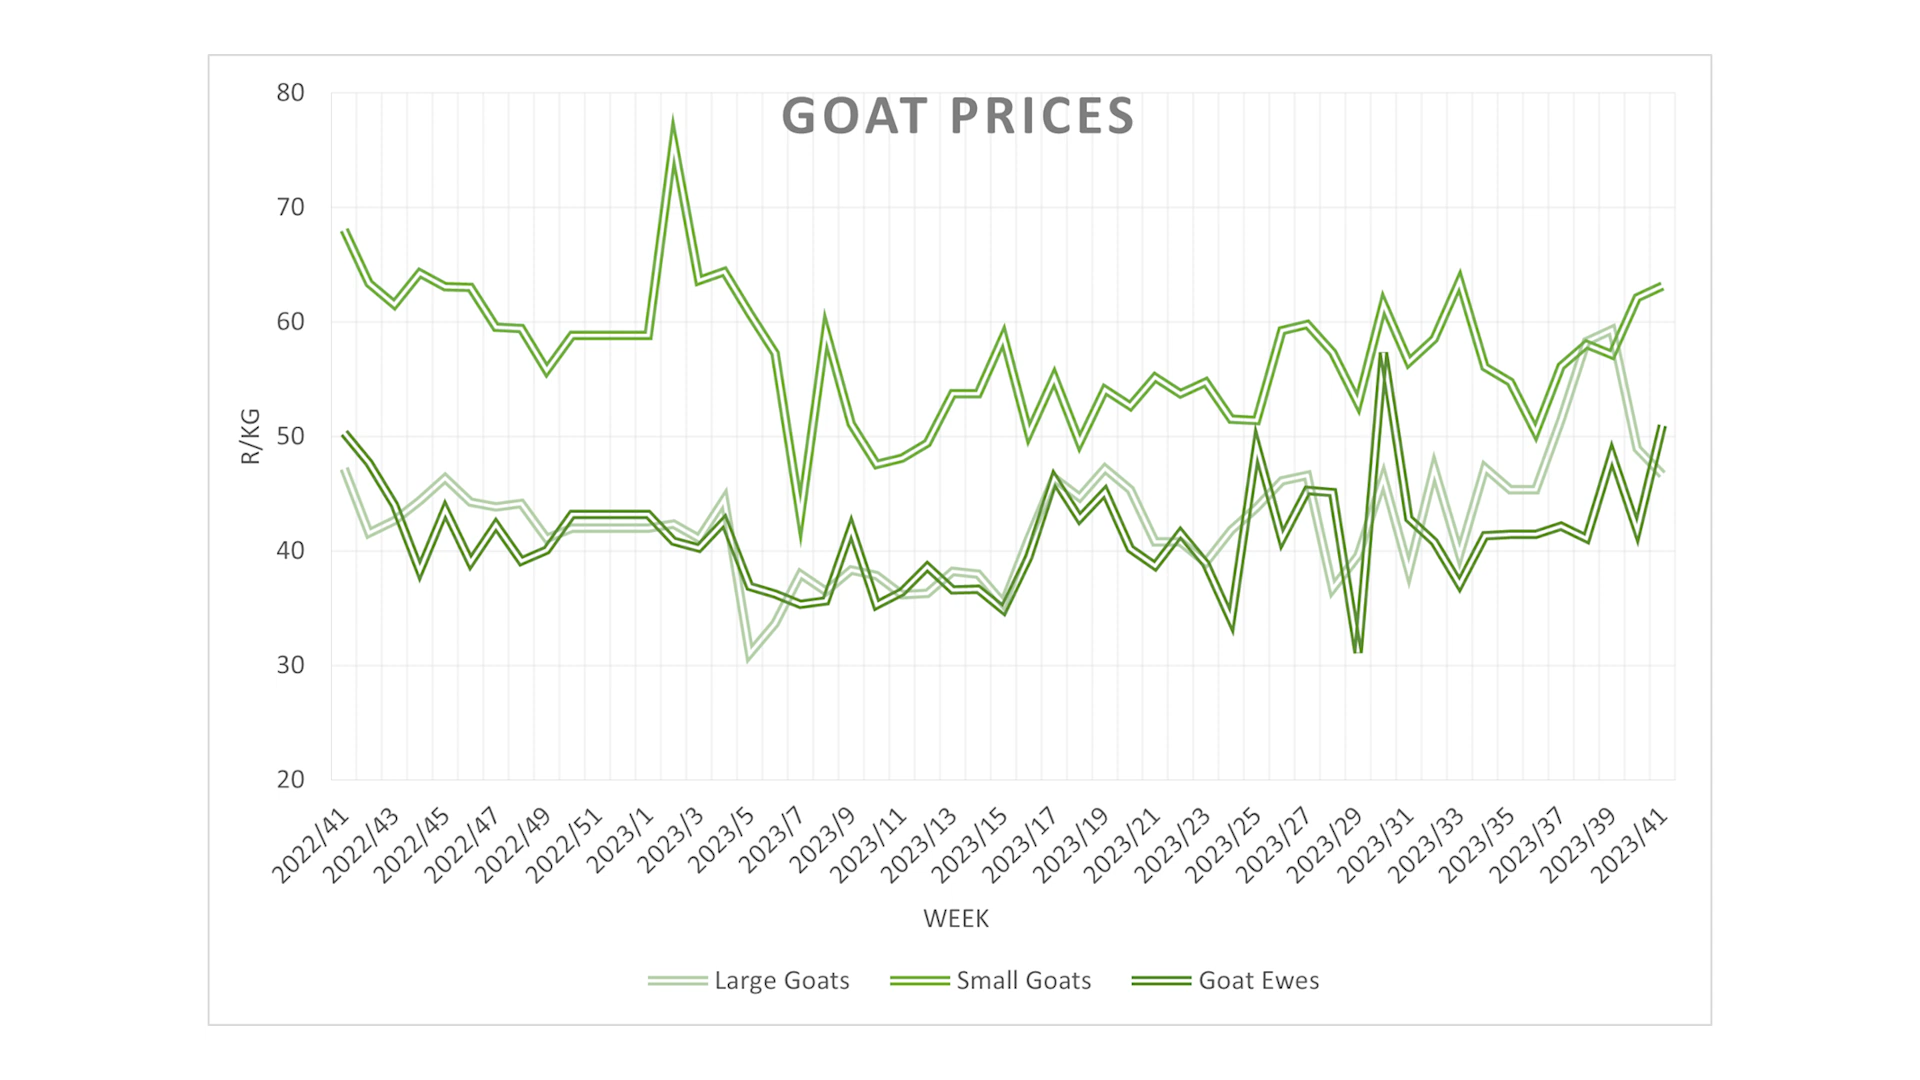 GOAT PRICES
80
70
60
50
40
30
20
R/KG
2022/41 2022/43 2022/45 2022/47 2022/49 2022/51 2023/1 2023/3 2023/5 2023/7 2023/9 2023/11 2023/13 2023/15 2023/17 2023/19 2023/21 2023/23 2023/25 2023/27 2023/29 2023/31 2023/33 2023/35 2023/37 2023/39 2023/41
WEEK
Large Goats Small Goats Goat Ewes